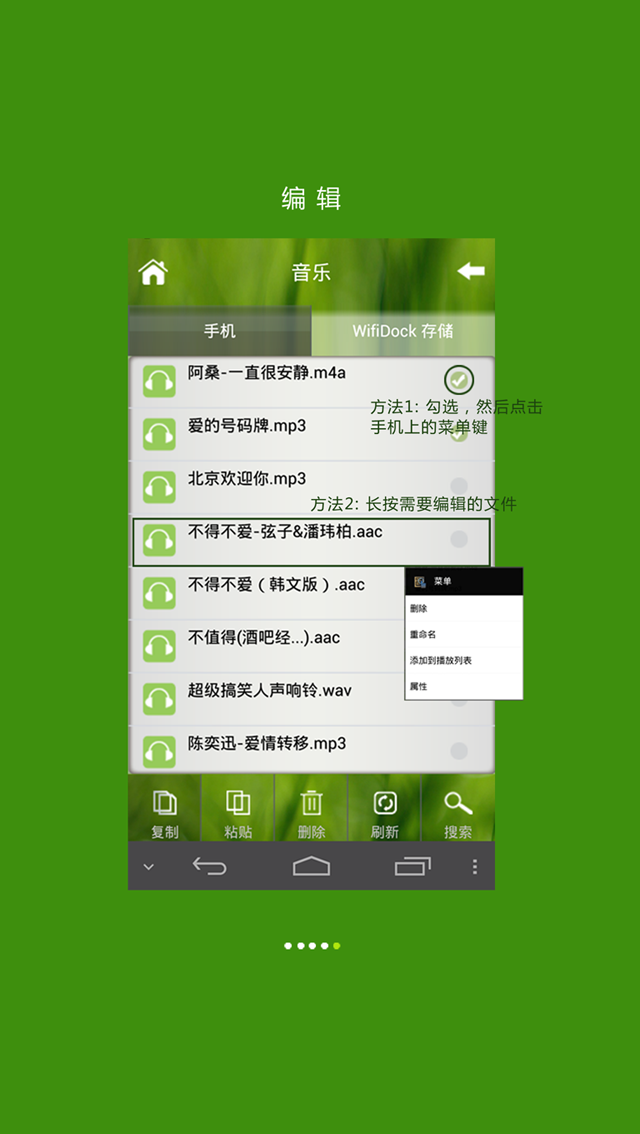 编 辑
音乐
手机
WifiDock 存储
阿桑-一直很安静.m4a
方法1: 勾选，然后点击
手机上的菜单键
爱的号码牌.mp3
北京欢迎你.mp3
方法2: 长按需要编辑的文件
不得不爱-弦子&潘玮柏.aac
不得不爱（韩文版）.aac
菜单
删除
重命名
添加到播放列表
属性
不值得(酒吧经...).aac
超级搞笑人声响铃.wav
陈奕迅-爱情转移.mp3
复制
粘贴
删除
刷新
搜索